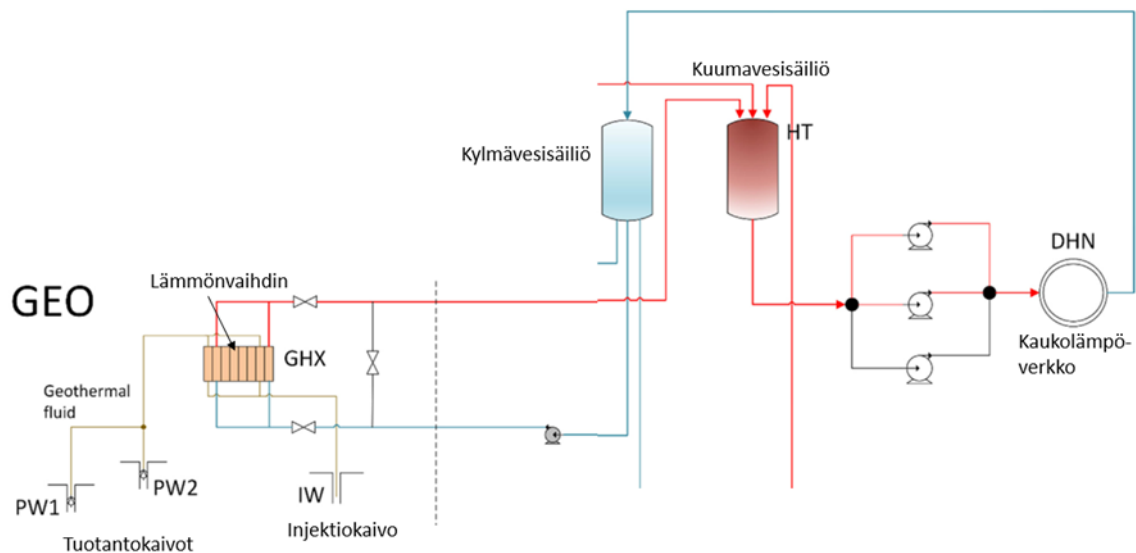 Kuumavesisäiliö
HT
Kylmävesisäiliö
DHN
Lämmönvaihdin
GEO
GHX
Kaukolämpö-
verkko
Geothermal
fluid
PW1
PW2
IW
Injektiokaivo
Tuotantokaivot